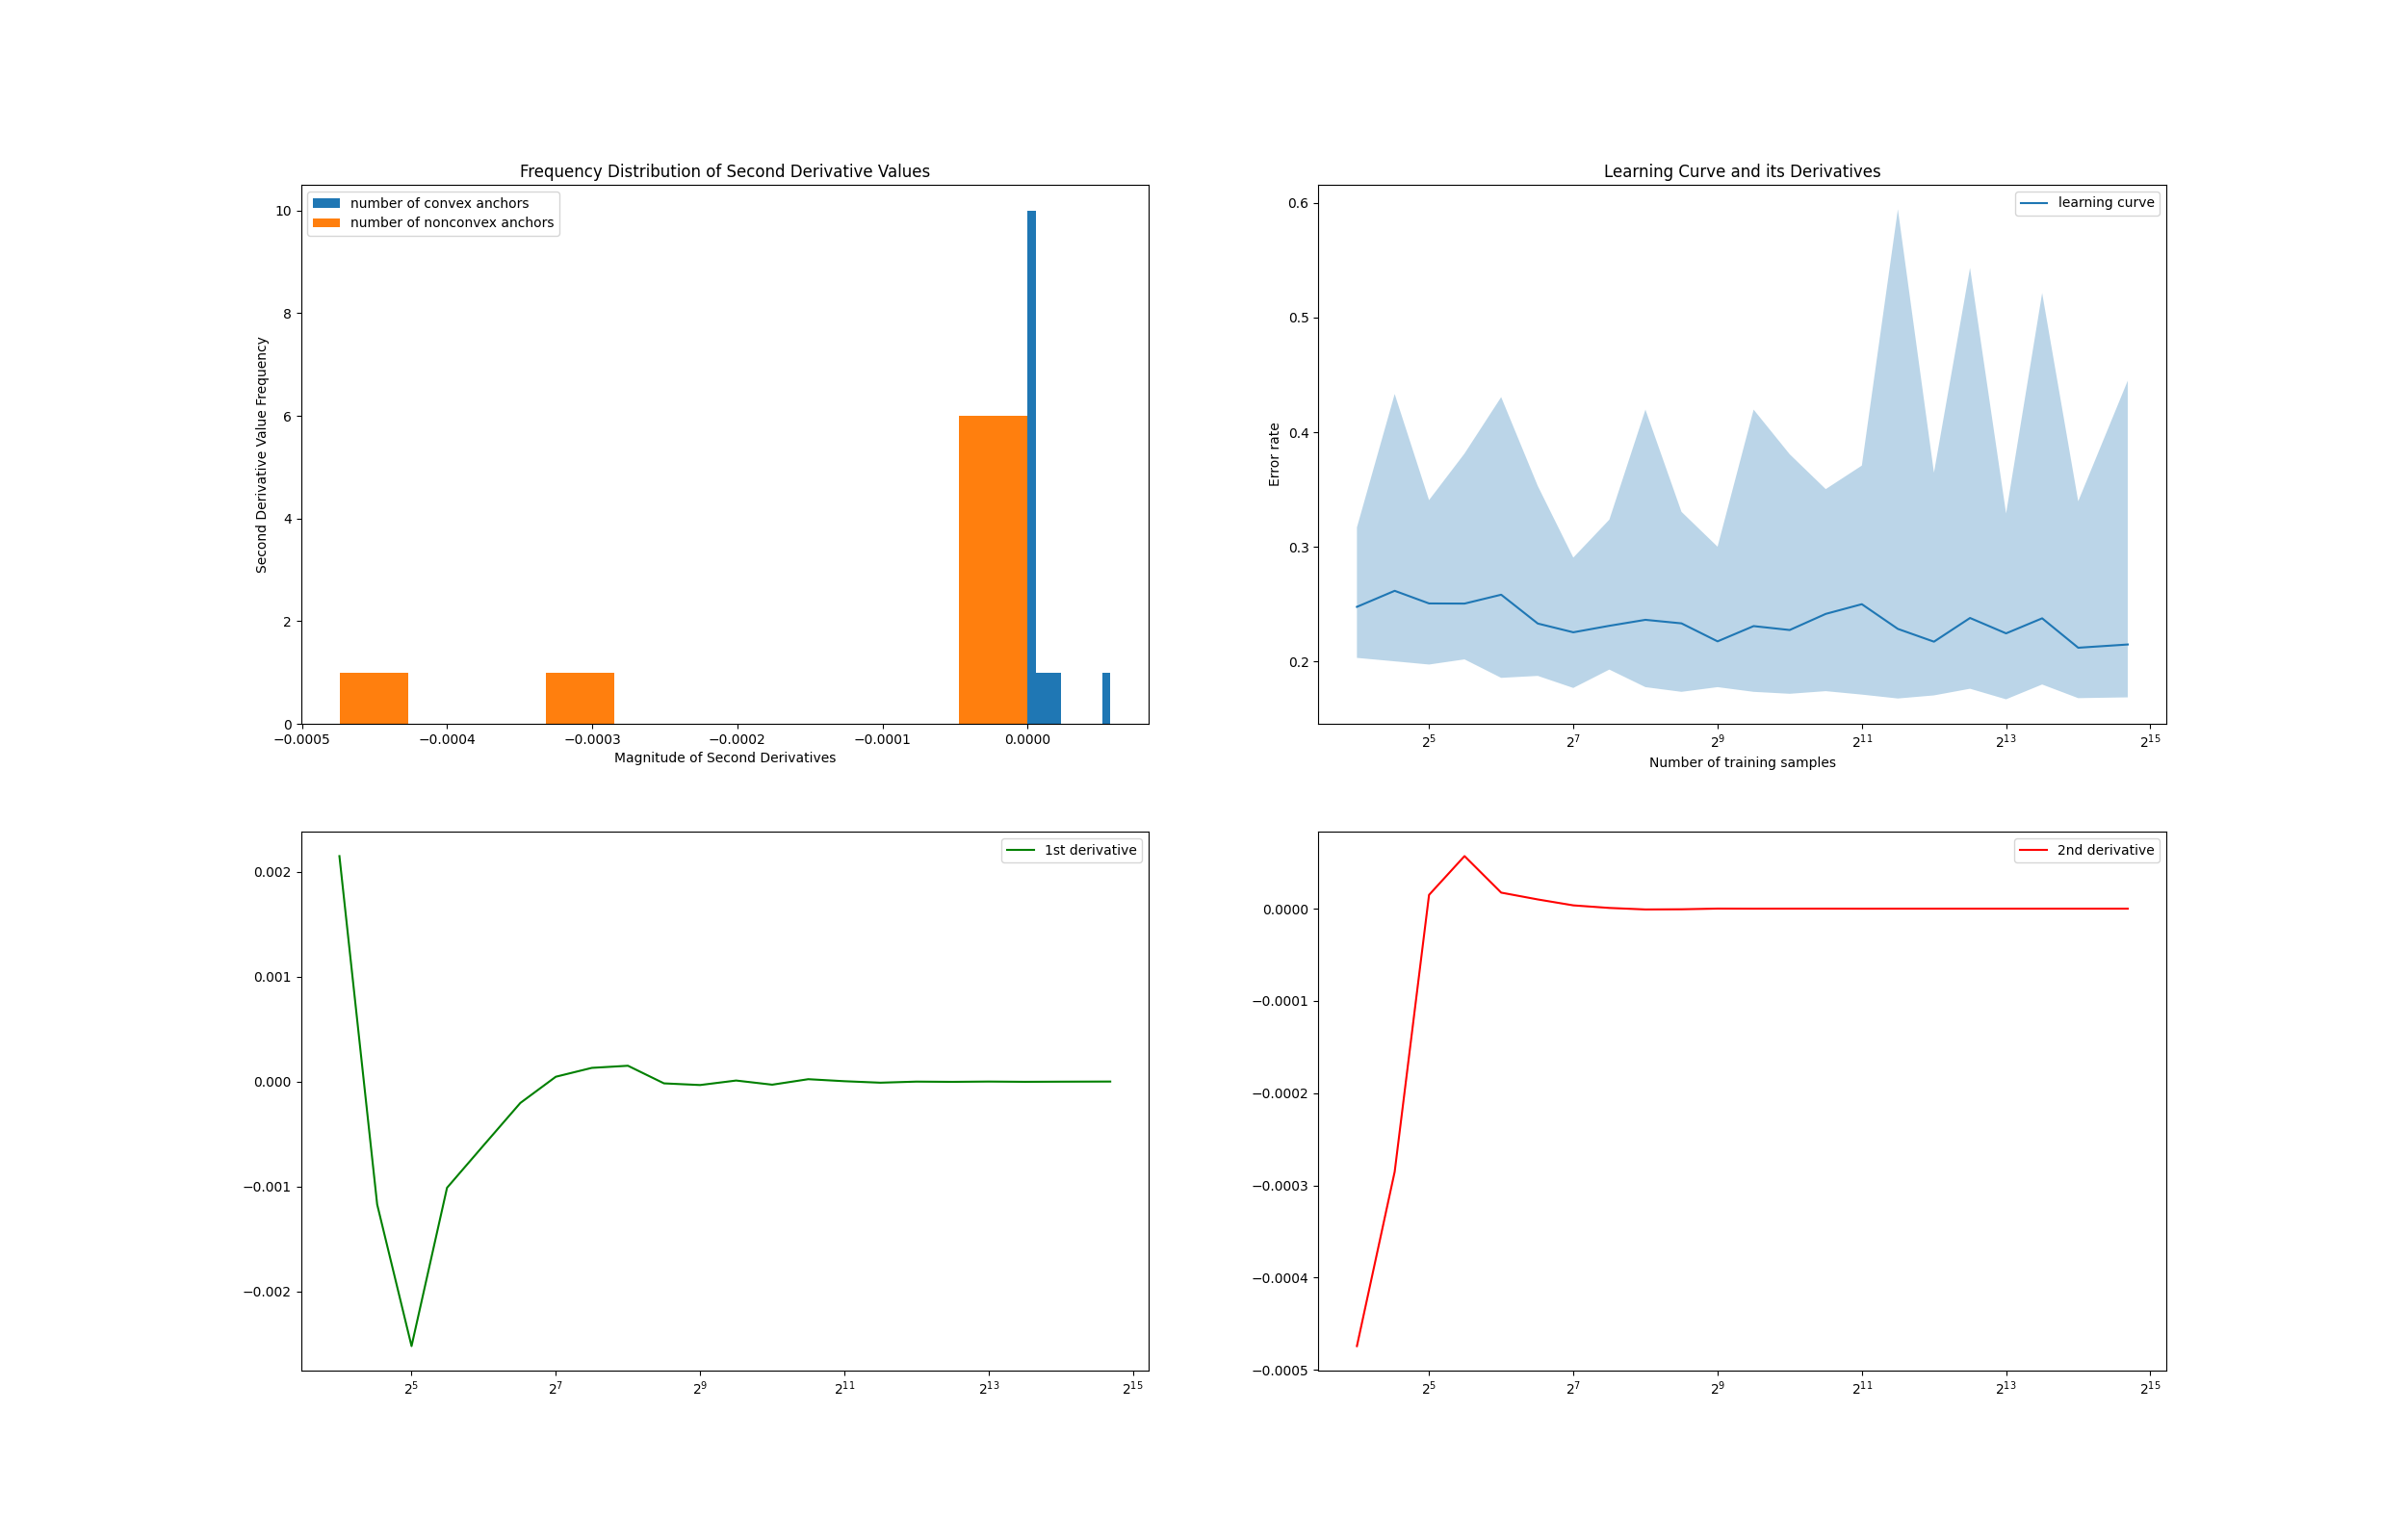 Frequency Distribution of Second Derivative Values
number of convex anchors
number of nonconvex anchors
10
8
6
4
2
0
Second Derivative Value Frequency
−0.0005 −0.0004 −0.0003 −0.0002 −0.0001 0.0000
Magnitude of Second Derivatives
Learning Curve and its Derivatives
learning curve
0.6
0.5
0.4
0.3
0.2
Error rate
2^5 2^7 2^9 2^11 2^13 2^15
Number of training samples
1st derivative
0.002
0.001
0.000
−0.001
−0.002
2^5 2^7 2^9 2^11 2^13 2^15
2nd derivative
0.0000
−0.0001
−0.0002
−0.0003
−0.0004
−0.0005
2^5 2^7 2^9 2^11 2^13 2^15